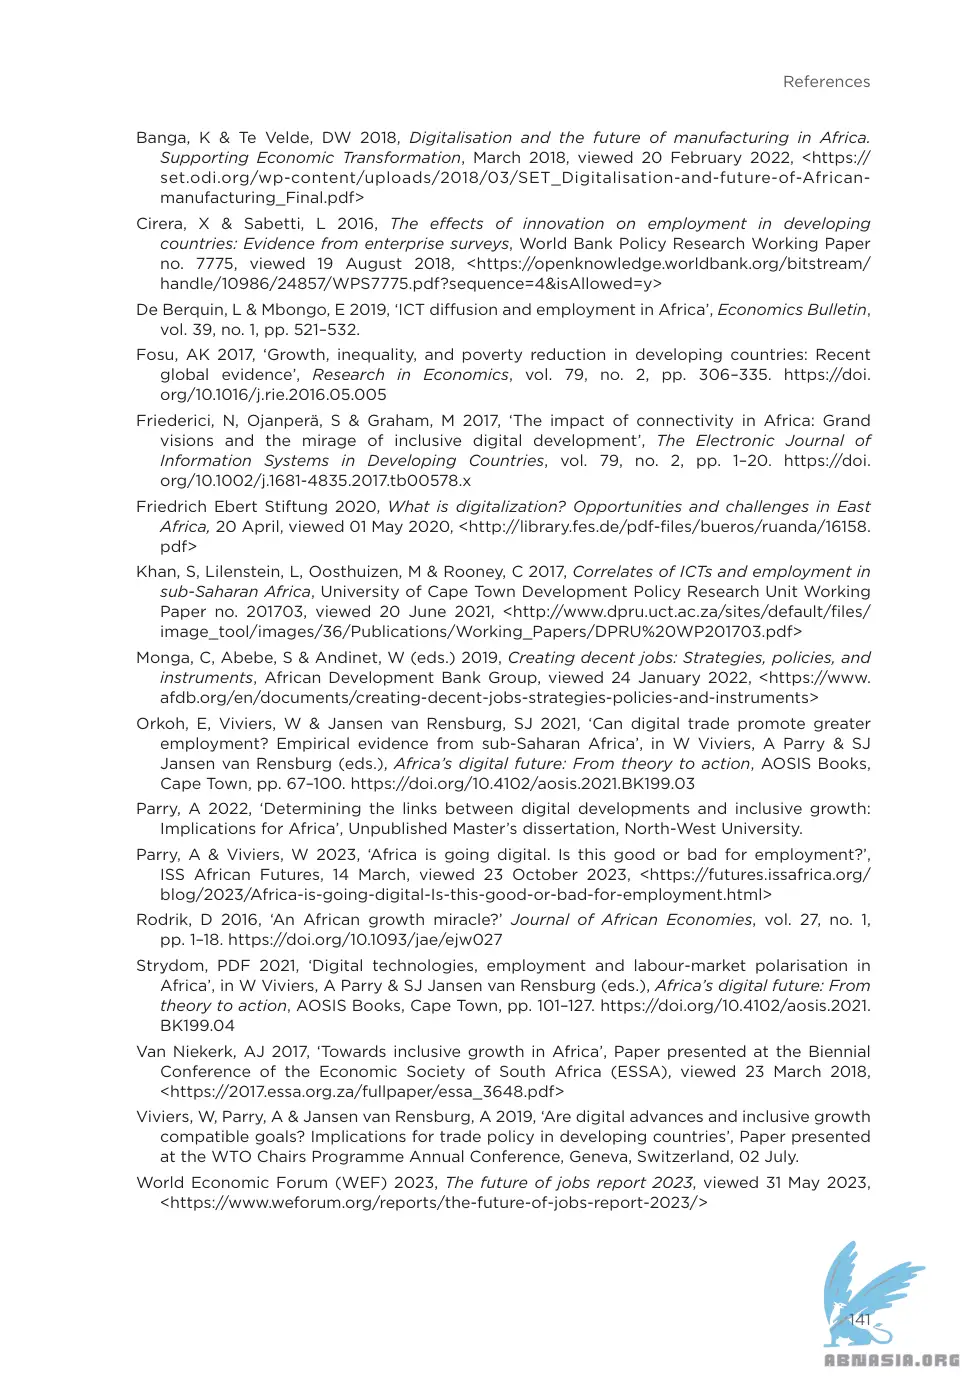 References
Banga, K & Te Velde, DW 2018, Digitalisation and the future of manufacturing in Africa.
Supporting Economic Transformation, March 2018, viewed 20 February 2022, <https://
set.odi.org/wp-content/uploads/2018/03/SET_Digitalisation-and-future-of-African-
manufacturing_Final.pdf>
Cirera, X & Sabetti, L 2016, The effects of innovation on employment in developing
countries: Evidence from enterprise surveys, World Bank Policy Research Working Paper
no. 7775, viewed 19 August 2018, <https://openknowledge.worldbank.org/bitstream/
handle/10986/24857/WPS7775.pdf?sequence=4&isAllowed=y>
De Berquin, L & Mbongo, E 2019, ‘ICT diffusion and employment in Africa’, Economics Bulletin,
vol. 39, no. 1, pp. 521–532.
Fosu, AK 2017, ‘Growth, inequality, and poverty reduction in developing countries: Recent
global evidence’, Research in Economics, vol. 79, no. 2, pp. 306–335. https://doi.
org/10.1016/j.rie.2016.05.005
Friederici, N, Ojanperä, S & Graham, M 2017, ‘The impact of connectivity in Africa: Grand
visions and the mirage of inclusive digital development’, The Electronic Journal of
Information Systems in Developing Countries, vol. 79, no. 2, pp. 1–20. https://doi.
org/10.1002/j.1681-4835.2017.tb00578.x
Friedrich Ebert Stiftung 2020, What is digitalization? Opportunities and challenges in East
Africa, 20 April, viewed 01 May 2020, <http://library.fes.de/pdf-files/bueros/ruanda/16158.
pdf>
Khan, S, Lilenstein, L, Oosthuizen, M & Rooney, C 2017, Correlates of ICTs and employment in
sub-Saharan Africa, University of Cape Town Development Policy Research Unit Working
Paper no. 201703, viewed 20 June 2021, <http://www.dpru.uct.ac.za/sites/default/files/
image_tool/images/36/Publications/Working_Papers/DPRU%20WP201703.pdf>
Monga, C, Abebe, S & Andinet, W (eds.) 2019, Creating decent jobs: Strategies, policies, and
instruments, African Development Bank Group, viewed 24 January 2022, <https://www.
afdb.org/en/documents/creating-decent-jobs-strategies-policies-and-instruments>
Orkoh, E, Viviers, W & Jansen van Rensburg, SJ 2021, ‘Can digital trade promote greater
employment? Empirical evidence from sub-Saharan Africa’, in W Viviers, A Parry & SJ
Jansen van Rensburg (eds.), Africa’s digital future: From theory to action, AOSIS Books,
Cape Town, pp. 67–100. https://doi.org/10.4102/aosis.2021.BK199.03
Parry, A 2022, ‘Determining the links between digital developments and inclusive growth:
Implications for Africa’, Unpublished Master’s dissertation, North-West University.
Parry, A & Viviers, W 2023, ‘Africa is going digital. Is this good or bad for employment?’,
ISS African Futures, 14 March, viewed 23 October 2023, <https://futures.issafrica.org/
blog/2023/Africa-is-going-digital-Is-this-good-or-bad-for-employment.html>
Rodrik, D 2016, ‘An African growth miracle?’ Journal of African Economies, vol. 27, no. 1,
pp. 1–18. https://doi.org/10.1093/jae/ejw027
Strydom, PDF 2021, ‘Digital technologies, employment and labour-market polarisation in
Africa’, in W Viviers, A Parry & SJ Jansen van Rensburg (eds.), Africa’s digital future: From
theory to action, AOSIS Books, Cape Town, pp. 101–127. https://doi.org/10.4102/aosis.2021.
BK199.04
Van Niekerk, AJ 2017, ‘Towards inclusive growth in Africa’, Paper presented at the Biennial
Conference of the Economic Society of South Africa (ESSA), viewed 23 March 2018,
<https://2017.essa.org.za/fullpaper/essa_3648.pdf>
Viviers, W, Parry, A & Jansen van Rensburg, A 2019, ‘Are digital advances and inclusive growth
compatible goals? Implications for trade policy in developing countries’, Paper presented
at the WTO Chairs Programme Annual Conference, Geneva, Switzerland, 02 July.
World Economic Forum (WEF) 2023, The future of jobs report 2023, viewed 31 May 2023,
<https://www.weforum.org/reports/the-future-of-jobs-report-2023/>
141
ABNASIA.ORG